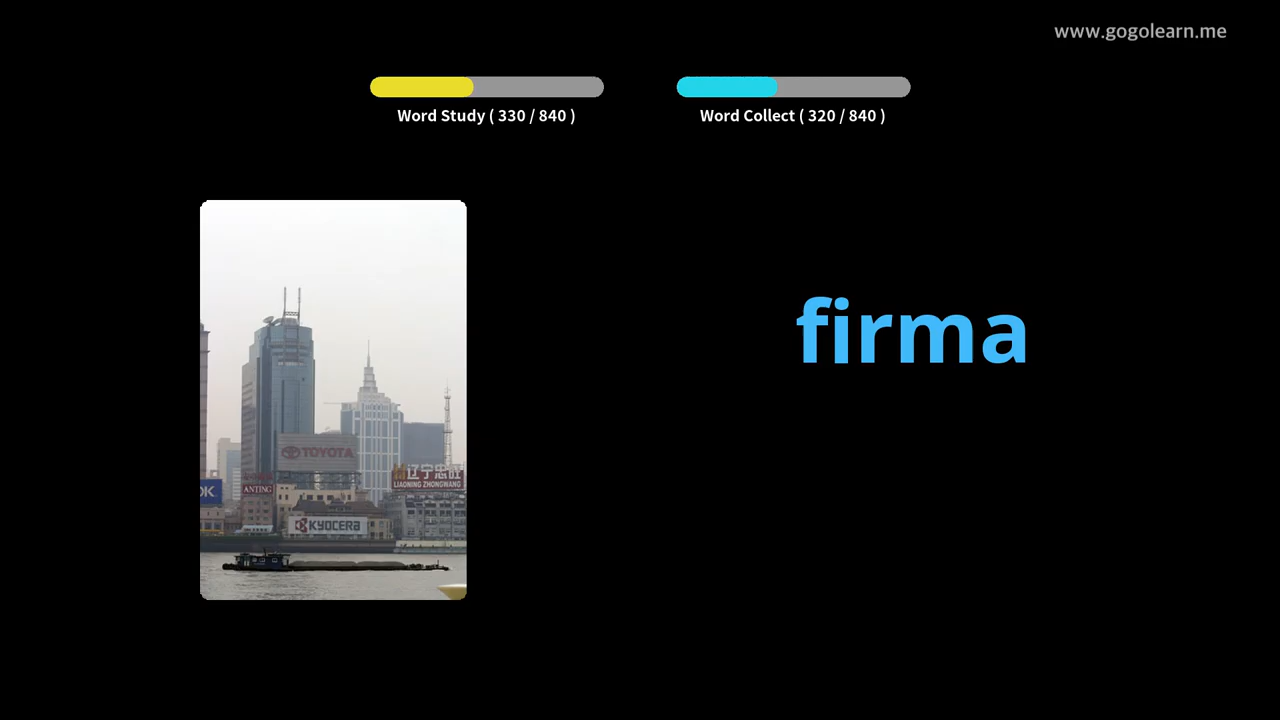 www.gogolearn.me
Word Study ( 330 / 840 )
Word Collect ( 320 / 840 )
firma
TOYOTA
辽宁忠旺
LIAONING ZHONGWANG
OK
ANTING
KYOCERA